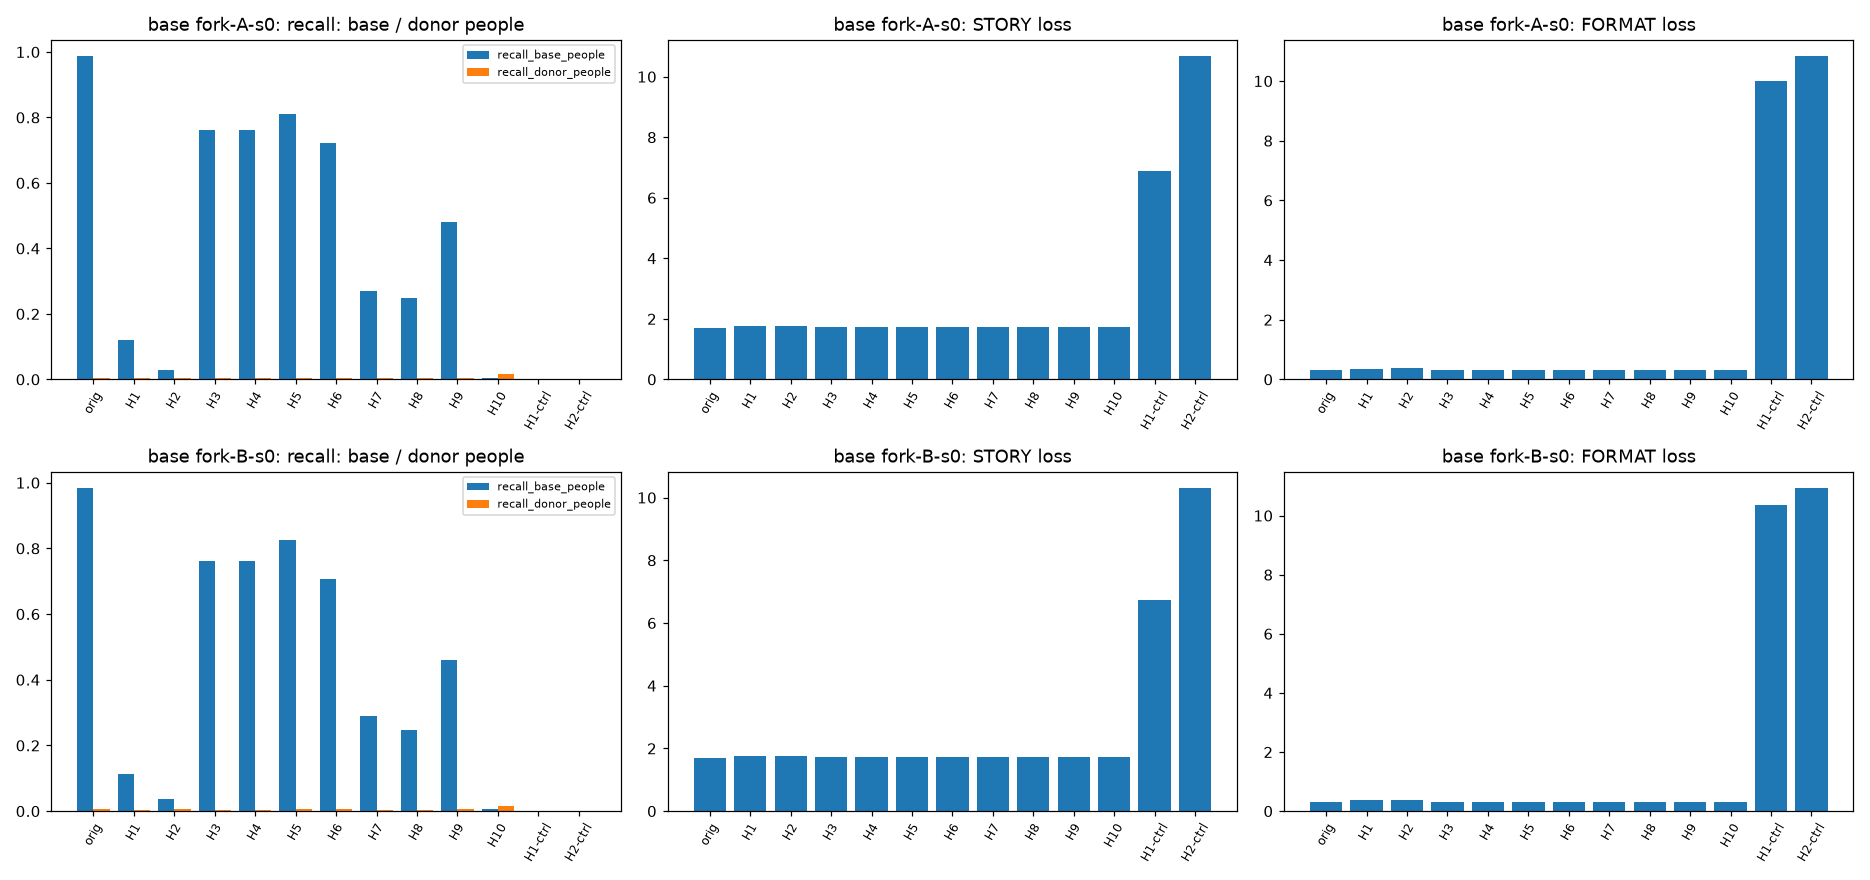 base fork-A-s0: recall: base / donor people
1.0
0.8
0.6
0.4
0.2
0.0
recall_base_people
recall_donor_people
orig
H1
H2
H3
H4
H5
H6
H7
H8
H9
H10
H1-ctrl
H2-ctrl
base fork-A-s0: STORY loss
10
8
6
4
2
0
orig
H1
H2
H3
H4
H5
H6
H7
H8
H9
H10
H1-ctrl
H2-ctrl
base fork-A-s0: FORMAT loss
10
8
6
4
2
0
orig
H1
H2
H3
H4
H5
H6
H7
H8
H9
H10
H1-ctrl
H2-ctrl
base fork-B-s0: recall: base / donor people
1.0
0.8
0.6
0.4
0.2
0.0
recall_base_people
recall_donor_people
orig
H1
H2
H3
H4
H5
H6
H7
H8
H9
H10
H1-ctrl
H2-ctrl
base fork-B-s0: STORY loss
10
8
6
4
2
0
orig
H1
H2
H3
H4
H5
H6
H7
H8
H9
H10
H1-ctrl
H2-ctrl
base fork-B-s0: FORMAT loss
10
8
6
4
2
0
orig
H1
H2
H3
H4
H5
H6
H7
H8
H9
H10
H1-ctrl
H2-ctrl